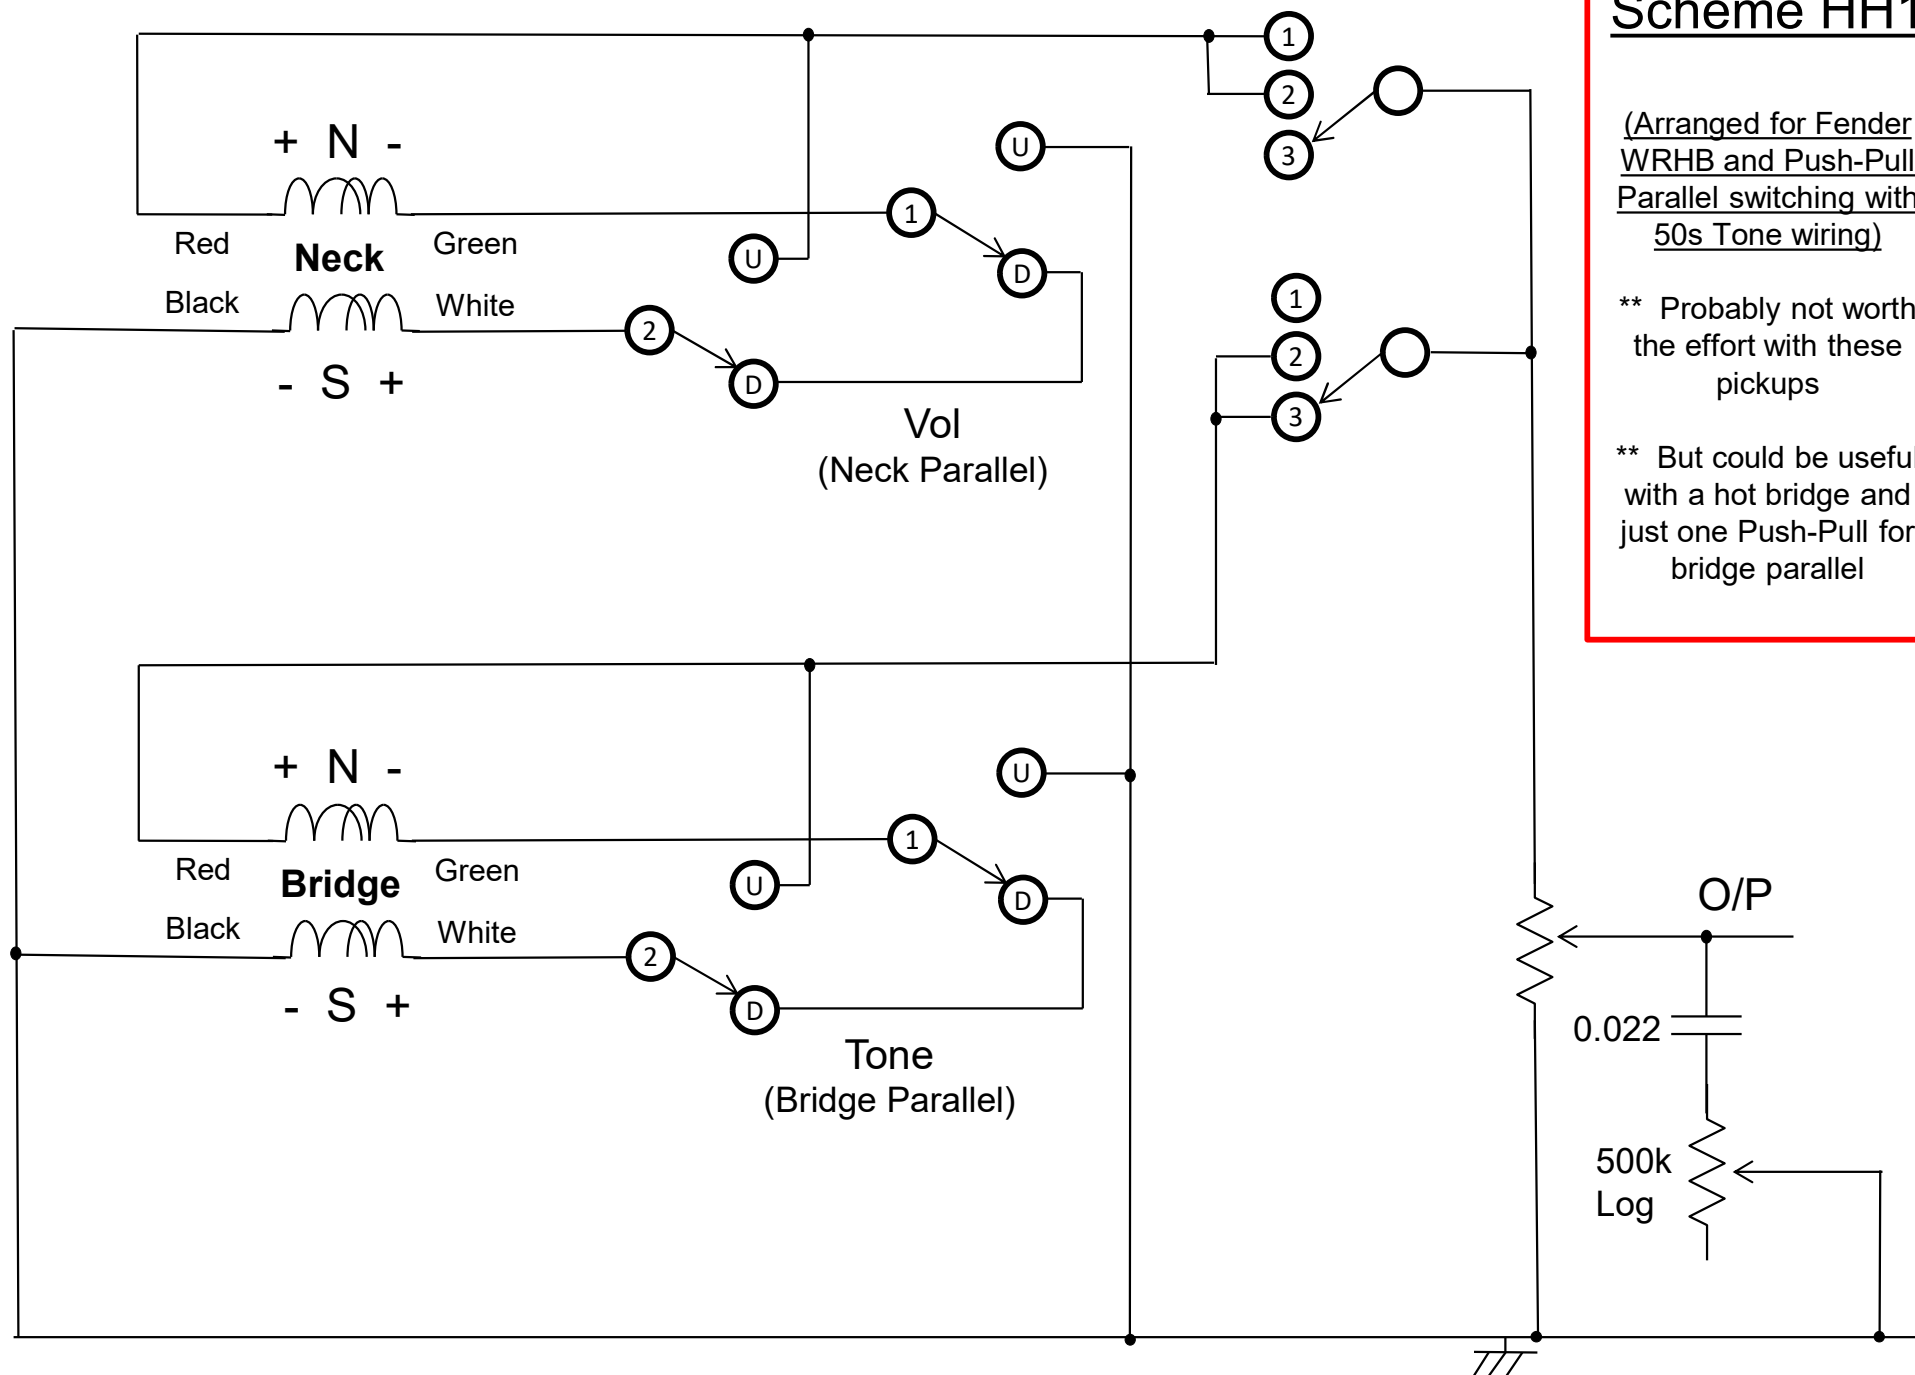 Scheme HH1
(Arranged for Fender
WRHB and Push-Pull
Parallel switching with
50s Tone wiring)
** Probably not worth
the effort with these
pickups
** But could be useful
with a hot bridge and
just one Push-Pull for
bridge parallel
1
2
3
+ N -
Red
Neck
Green
Black
White
- S +
U
1
U
D
2
D
Vol
(Neck Parallel)
1
2
3
+ N -
Red
Bridge
Green
Black
White
- S +
U
1
U
D
2
D
Tone
(Bridge Parallel)
O/P
0.022
500k
Log